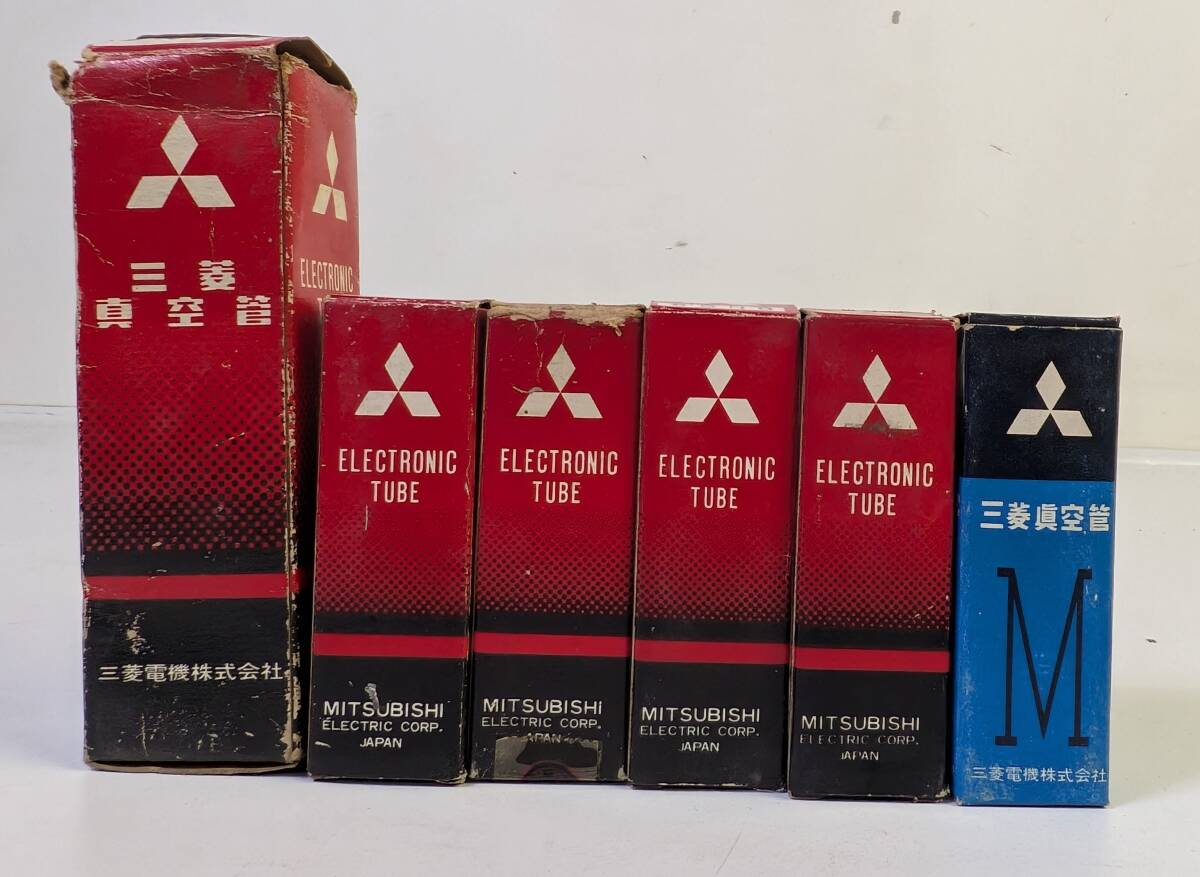 三菱
真空管
三菱電機株式会社
ELECTRONIC
ELECTRONIC
TUBE
MITSUBISHI
ELECTRIC CORP.
JAPAN
ELECTRONIC
TUBE
MITSUBISHI
ELECTRIC CORP.
JAPAN
ELECTRONIC
TUBE
MITSUBISHI
ELECTRIC CORP.
JAPAN
ELECTRONIC
TUBE
MITSUBISHI
ELECTRIC CORP.
JAPAN
三菱眞空管
M
三菱電機株式会社